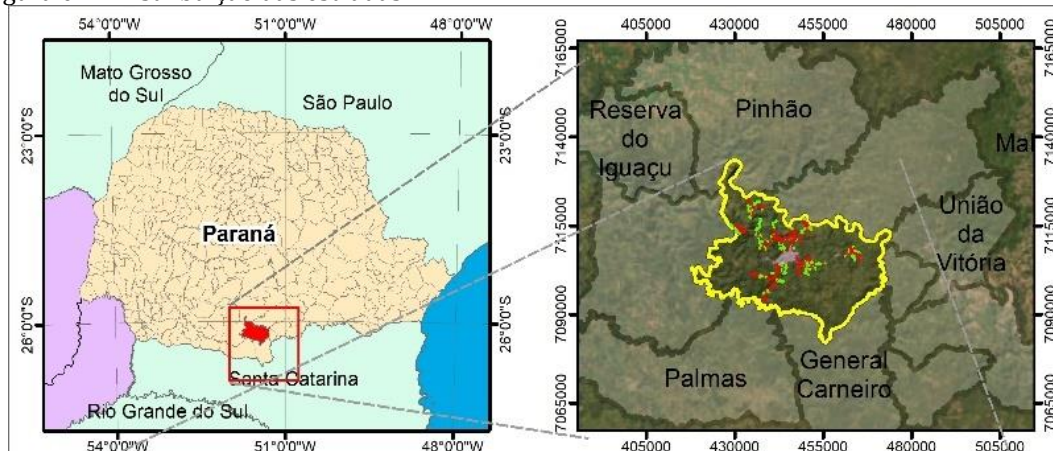 54°0'0"W 51°0'0"W 48°0'0"W
23°0'0"S
26°0'0"S
Mato Grosso
do Sul
São Paulo
Paraná
Santa Catarina
Rio Grande do Sul
23°0'0"S
26°0'0"S
54°0'0"W 51°0'0"W 48°0'0"W
405000 430000 455000 480000 505000
7165000
7140000
7115000
7090000
7065000
Reserva
do
Iguaçu
Pinhão
Mal
União
da
Vitória
Palmas
General
Carneiro
7165000
7140000
7115000
7090000
7065000
405000 430000 455000 480000 505000